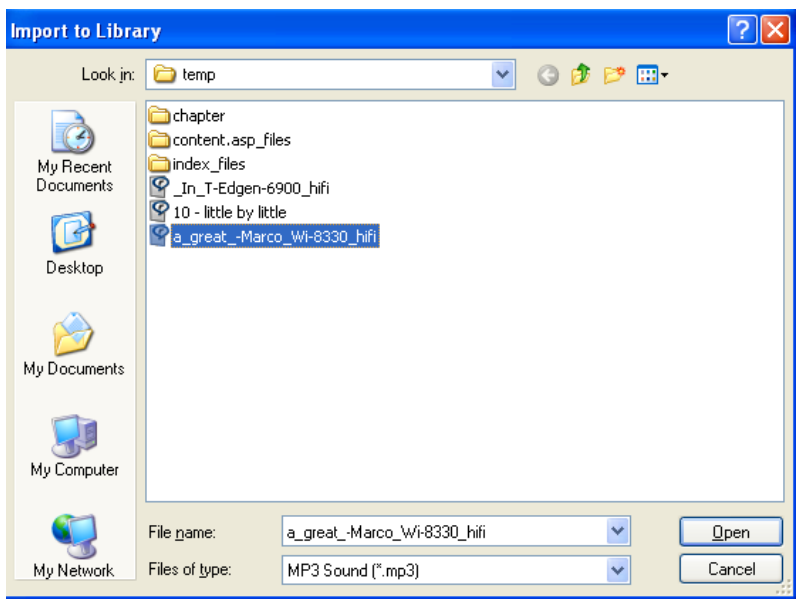 Import to Library
Look in: temp
chapter
content.asp_files
index_files
_In_T-Edgen-6900_hifi
10 - little by little
a_great_-Marco_Wi-8330_hifi
My Recent
Documents
Desktop
My Documents
My Computer
My Network
File name: a_great_-Marco_Wi-8330_hifi Open
Files of type: MP3 Sound (*.mp3) Cancel